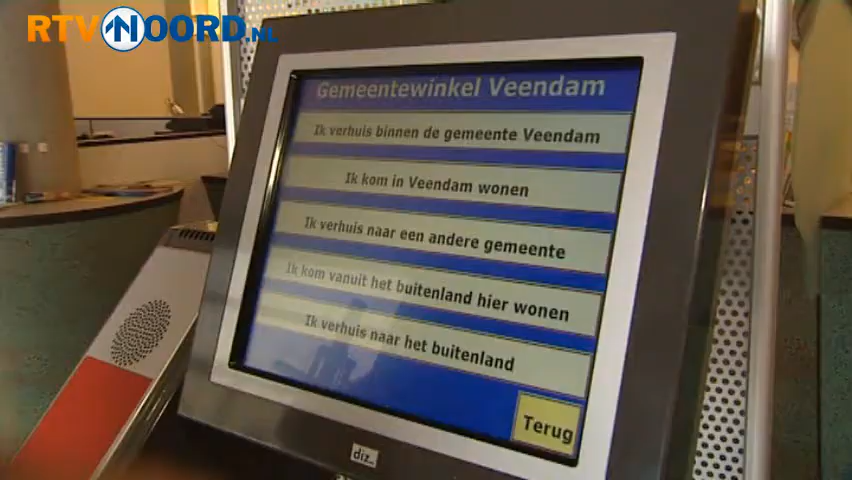 RTVNOORD.NL
Gemeentewinkel Veendam
Ik verhuis binnen de gemeente Veendam
Ik kom in Veendam wonen
Ik verhuis naar een andere gemeente
Ik kom vanuit het buitenland hier wonen
Ik verhuis naar het buitenland
Terug
diz